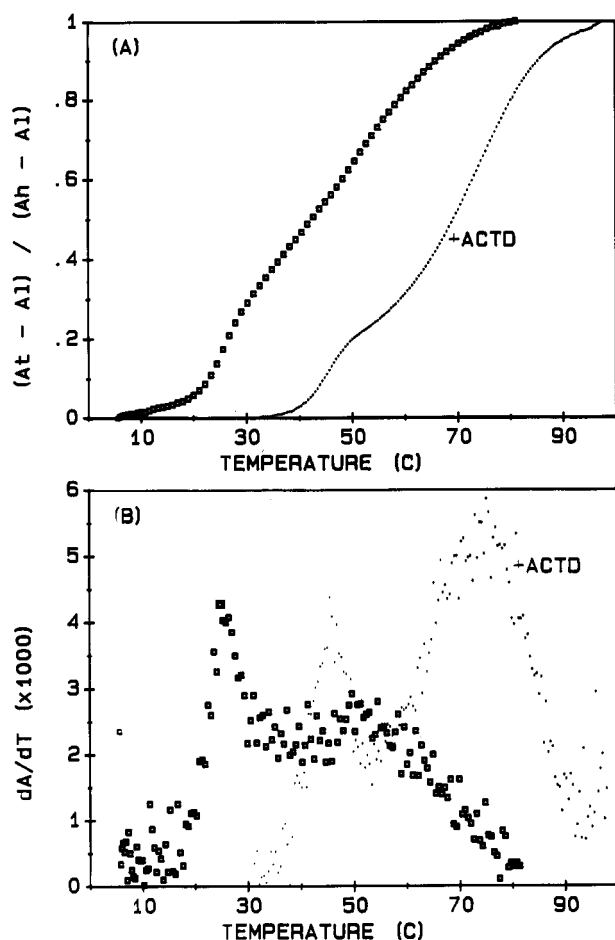 (A)
1
.8
.6
.4
.2
0
(At - Al) / (Ah - Al)
+ACTD
10 30 50 70 90
TEMPERATURE (C)
(B)
6
5
4
3
2
1
0
dA/dT (x1000)
+ACTD
10 30 50 70 90
TEMPERATURE (C)